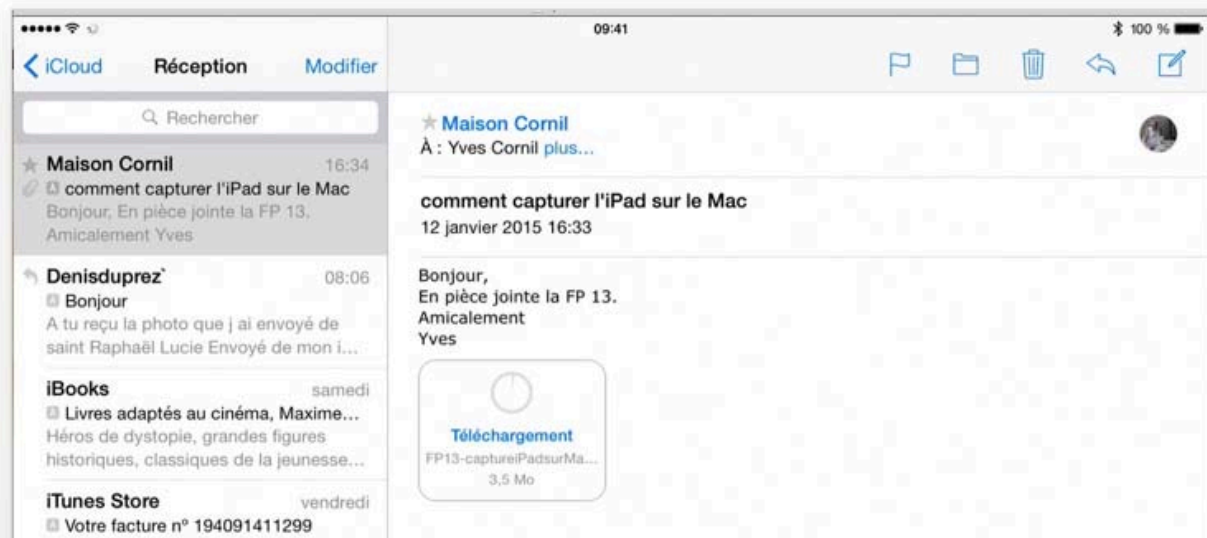 09:41
100 %
iCloud
Réception
Modifier
Rechercher
Maison Cornil
16:34
comment capturer l'iPad sur le Mac
Bonjour, En pièce jointe la FP 13.
Amicalement Yves
Denisduprez`
08:06
Bonjour
A tu reçu la photo que j ai envoyé de
saint Raphaël Lucie Envoyé de mon i...
iBooks
samedi
Livres adaptés au cinéma, Maxime...
Héros de dystopie, grandes figures
historiques, classiques de la jeunesse...
iTunes Store
vendredi
Votre facture n° 194091411299
Maison Cornil
À : Yves Cornil plus...
comment capturer l'iPad sur le Mac
12 janvier 2015 16:33
Bonjour,
En pièce jointe la FP 13.
Amicalement
Yves
Téléchargement
FP13-captureiPadsurMa...
3,5 Mo